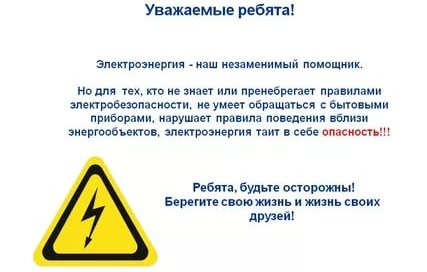 Уважаемые ребята!
Электроэнергия - наш незаменимый помощник.
Но для тех, кто не знает или пренебрегает правилами
электробезопасности, не умеет обращаться с бытовыми
приборами, нарушает правила поведения вблизи
энергообъектов, электроэнергия таит в себе опасность!!!
Ребята, будьте осторожны!
Берегите свою жизнь и жизнь своих
друзей!